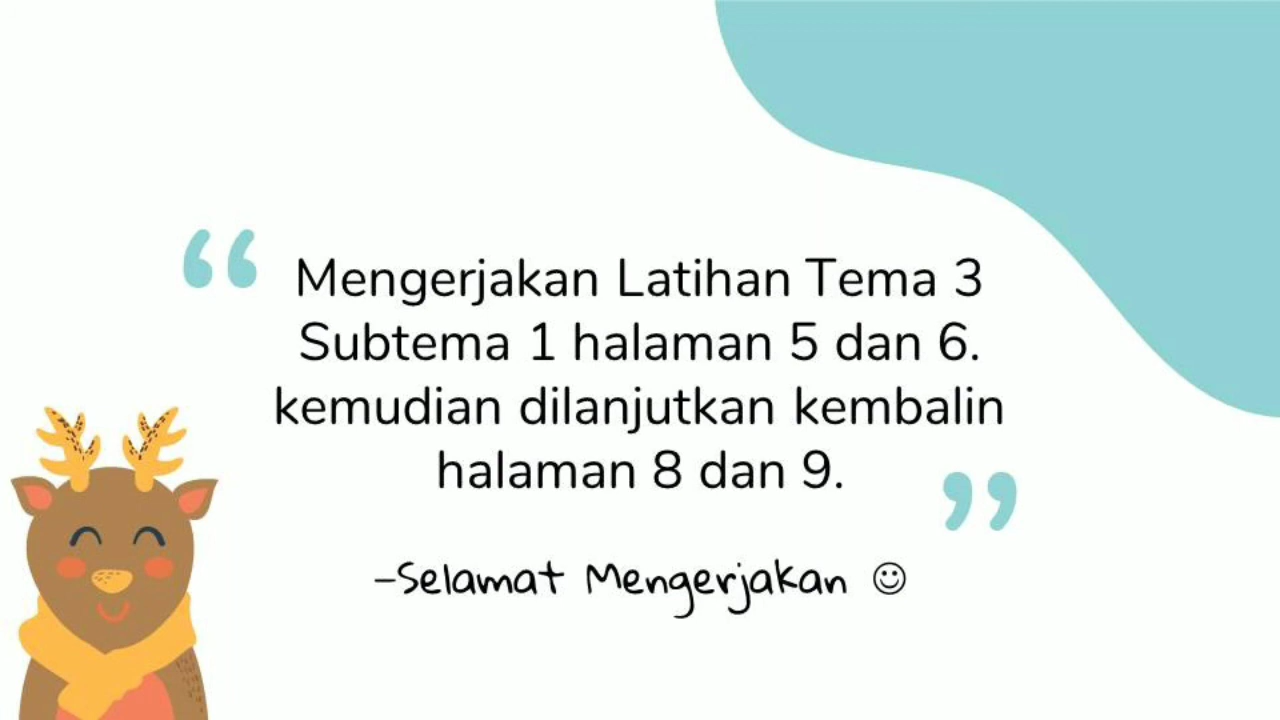 “ Mengerjakan Latihan Tema 3
Subtema 1 halaman 5 dan 6.
kemudian dilanjutkan kembalin
halaman 8 dan 9. ”
-Selamat Mengerjakan ☺